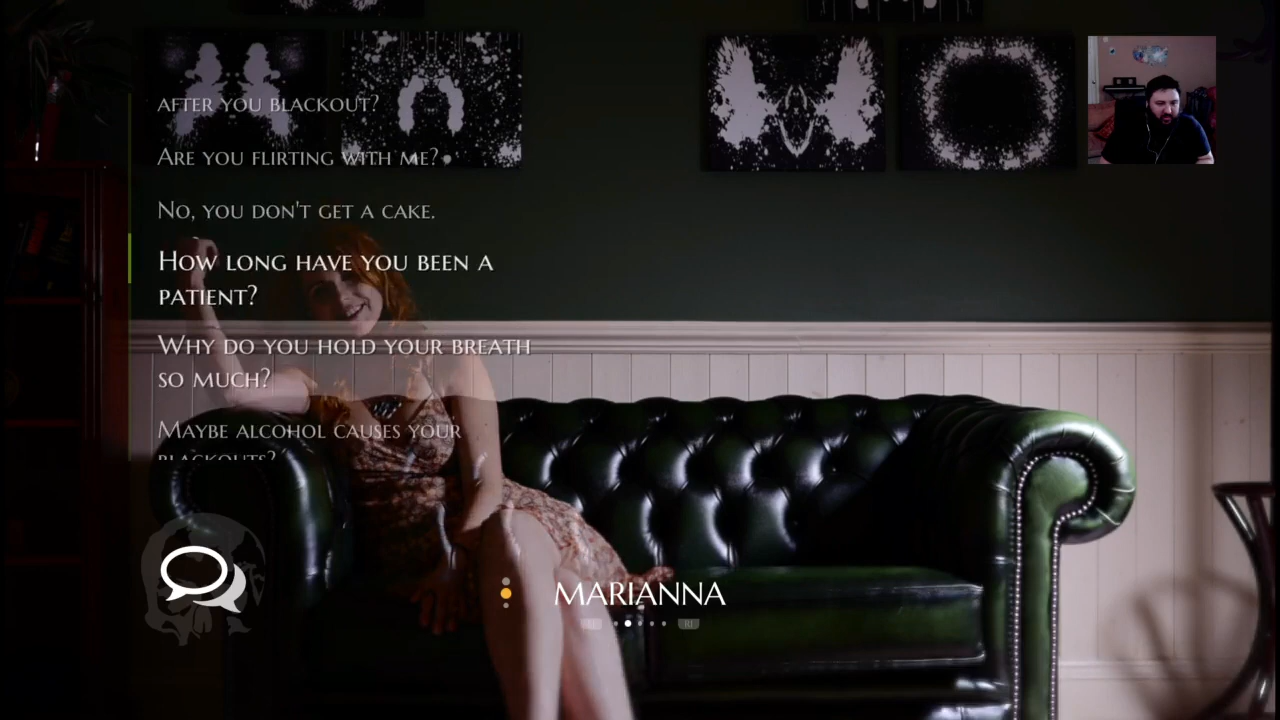 AFTER YOU BLACKOUT?
ARE YOU FLIRTING WITH ME?
NO, YOU DON'T GET A CAKE.
HOW LONG HAVE YOU BEEN A
PATIENT?
WHY DO YOU HOLD YOUR BREATH
SO MUCH?
MAYBE ALCOHOL CAUSES YOUR
BLACKOUTS?
MARIANNA